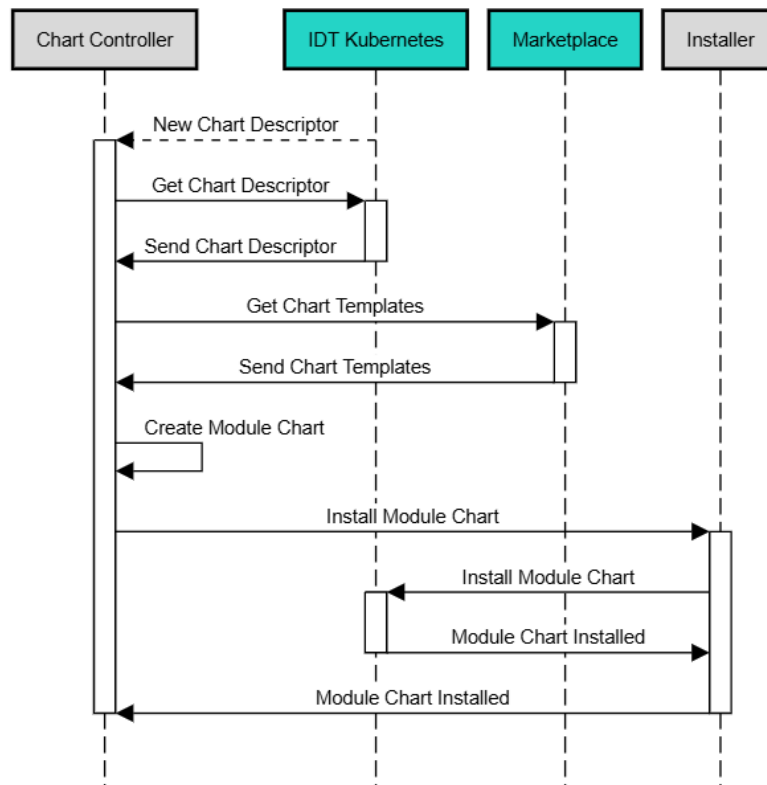 Chart Controller
IDT Kubernetes
Marketplace
Installer
New Chart Descriptor
Get Chart Descriptor
Send Chart Descriptor
Get Chart Templates
Send Chart Templates
Create Module Chart
Install Module Chart
Install Module Chart
Module Chart Installed
Module Chart Installed